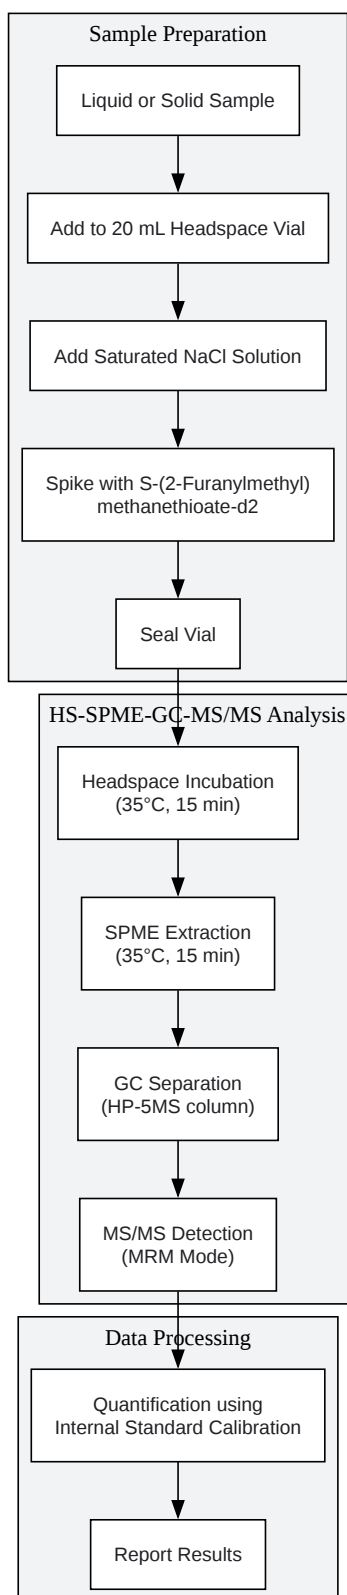 Sample Preparation
Liquid or Solid Sample
Add to 20 mL Headspace Vial
Add Saturated NaCl Solution
Spike with S-(2-Furanylmethyl)
methanethioate-d2
Seal Vial
HS-SPME-GC-MS/MS Analysis
Headspace Incubation
(35°C, 15 min)
SPME Extraction
(35°C, 15 min)
GC Separation
(HP-5MS column)
MS/MS Detection
(MRM Mode)
Data Processing
Quantification using
Internal Standard Calibration
Report Results